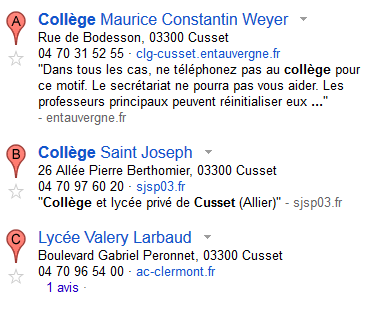 A Collège Maurice Constantin Weyer
Rue de Bodesson, 03300 Cusset
04 70 31 52 55 · clg-cusset.entauvergne.fr
"Dans tous les cas, ne téléphonez pas au collège pour
ce motif. Le secrétariat ne pourra pas vous aider. Les
professeurs principaux peuvent réinitialiser eux ..."
- entauvergne.fr
B Collège Saint Joseph
26 Allée Pierre Berthomier, 03300 Cusset
04 70 97 60 20 · sjsp03.fr
"Collège et lycée privé de Cusset (Allier)" - sjsp03.fr
C Lycée Valery Larbaud
Boulevard Gabriel Peronnet, 03300 Cusset
04 70 96 54 00 · ac-clermont.fr
1 avis ·